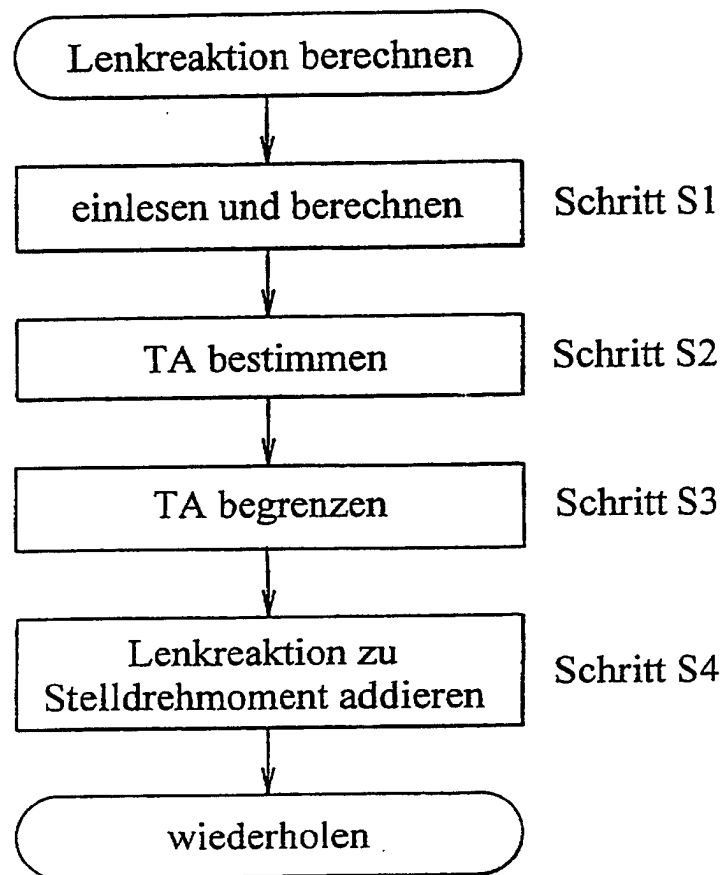 Lenkreaktion berechnen
einlesen und berechnen
Schritt S1
TA bestimmen
Schritt S2
TA begrenzen
Schritt S3
Lenkreaktion zu
Stelldrehmoment addieren
Schritt S4
wiederholen